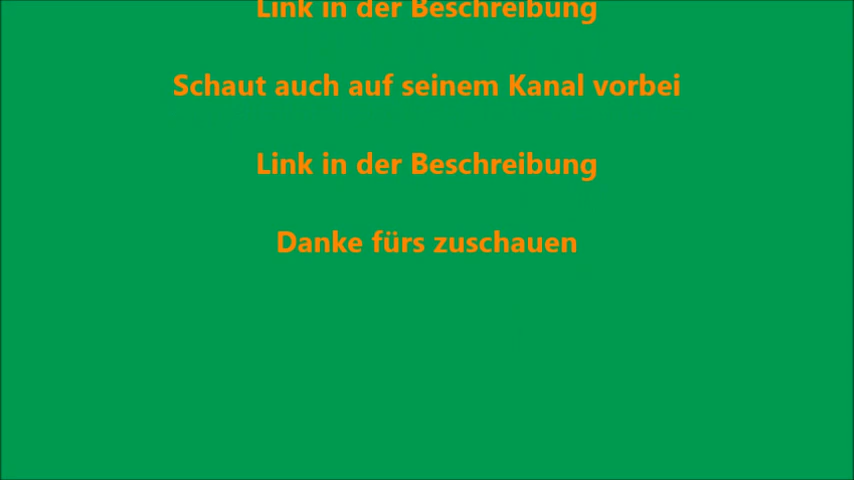 Link in der Beschreibung
Schaut auch auf seinem Kanal vorbei
Link in der Beschreibung
Danke fürs zuschauen